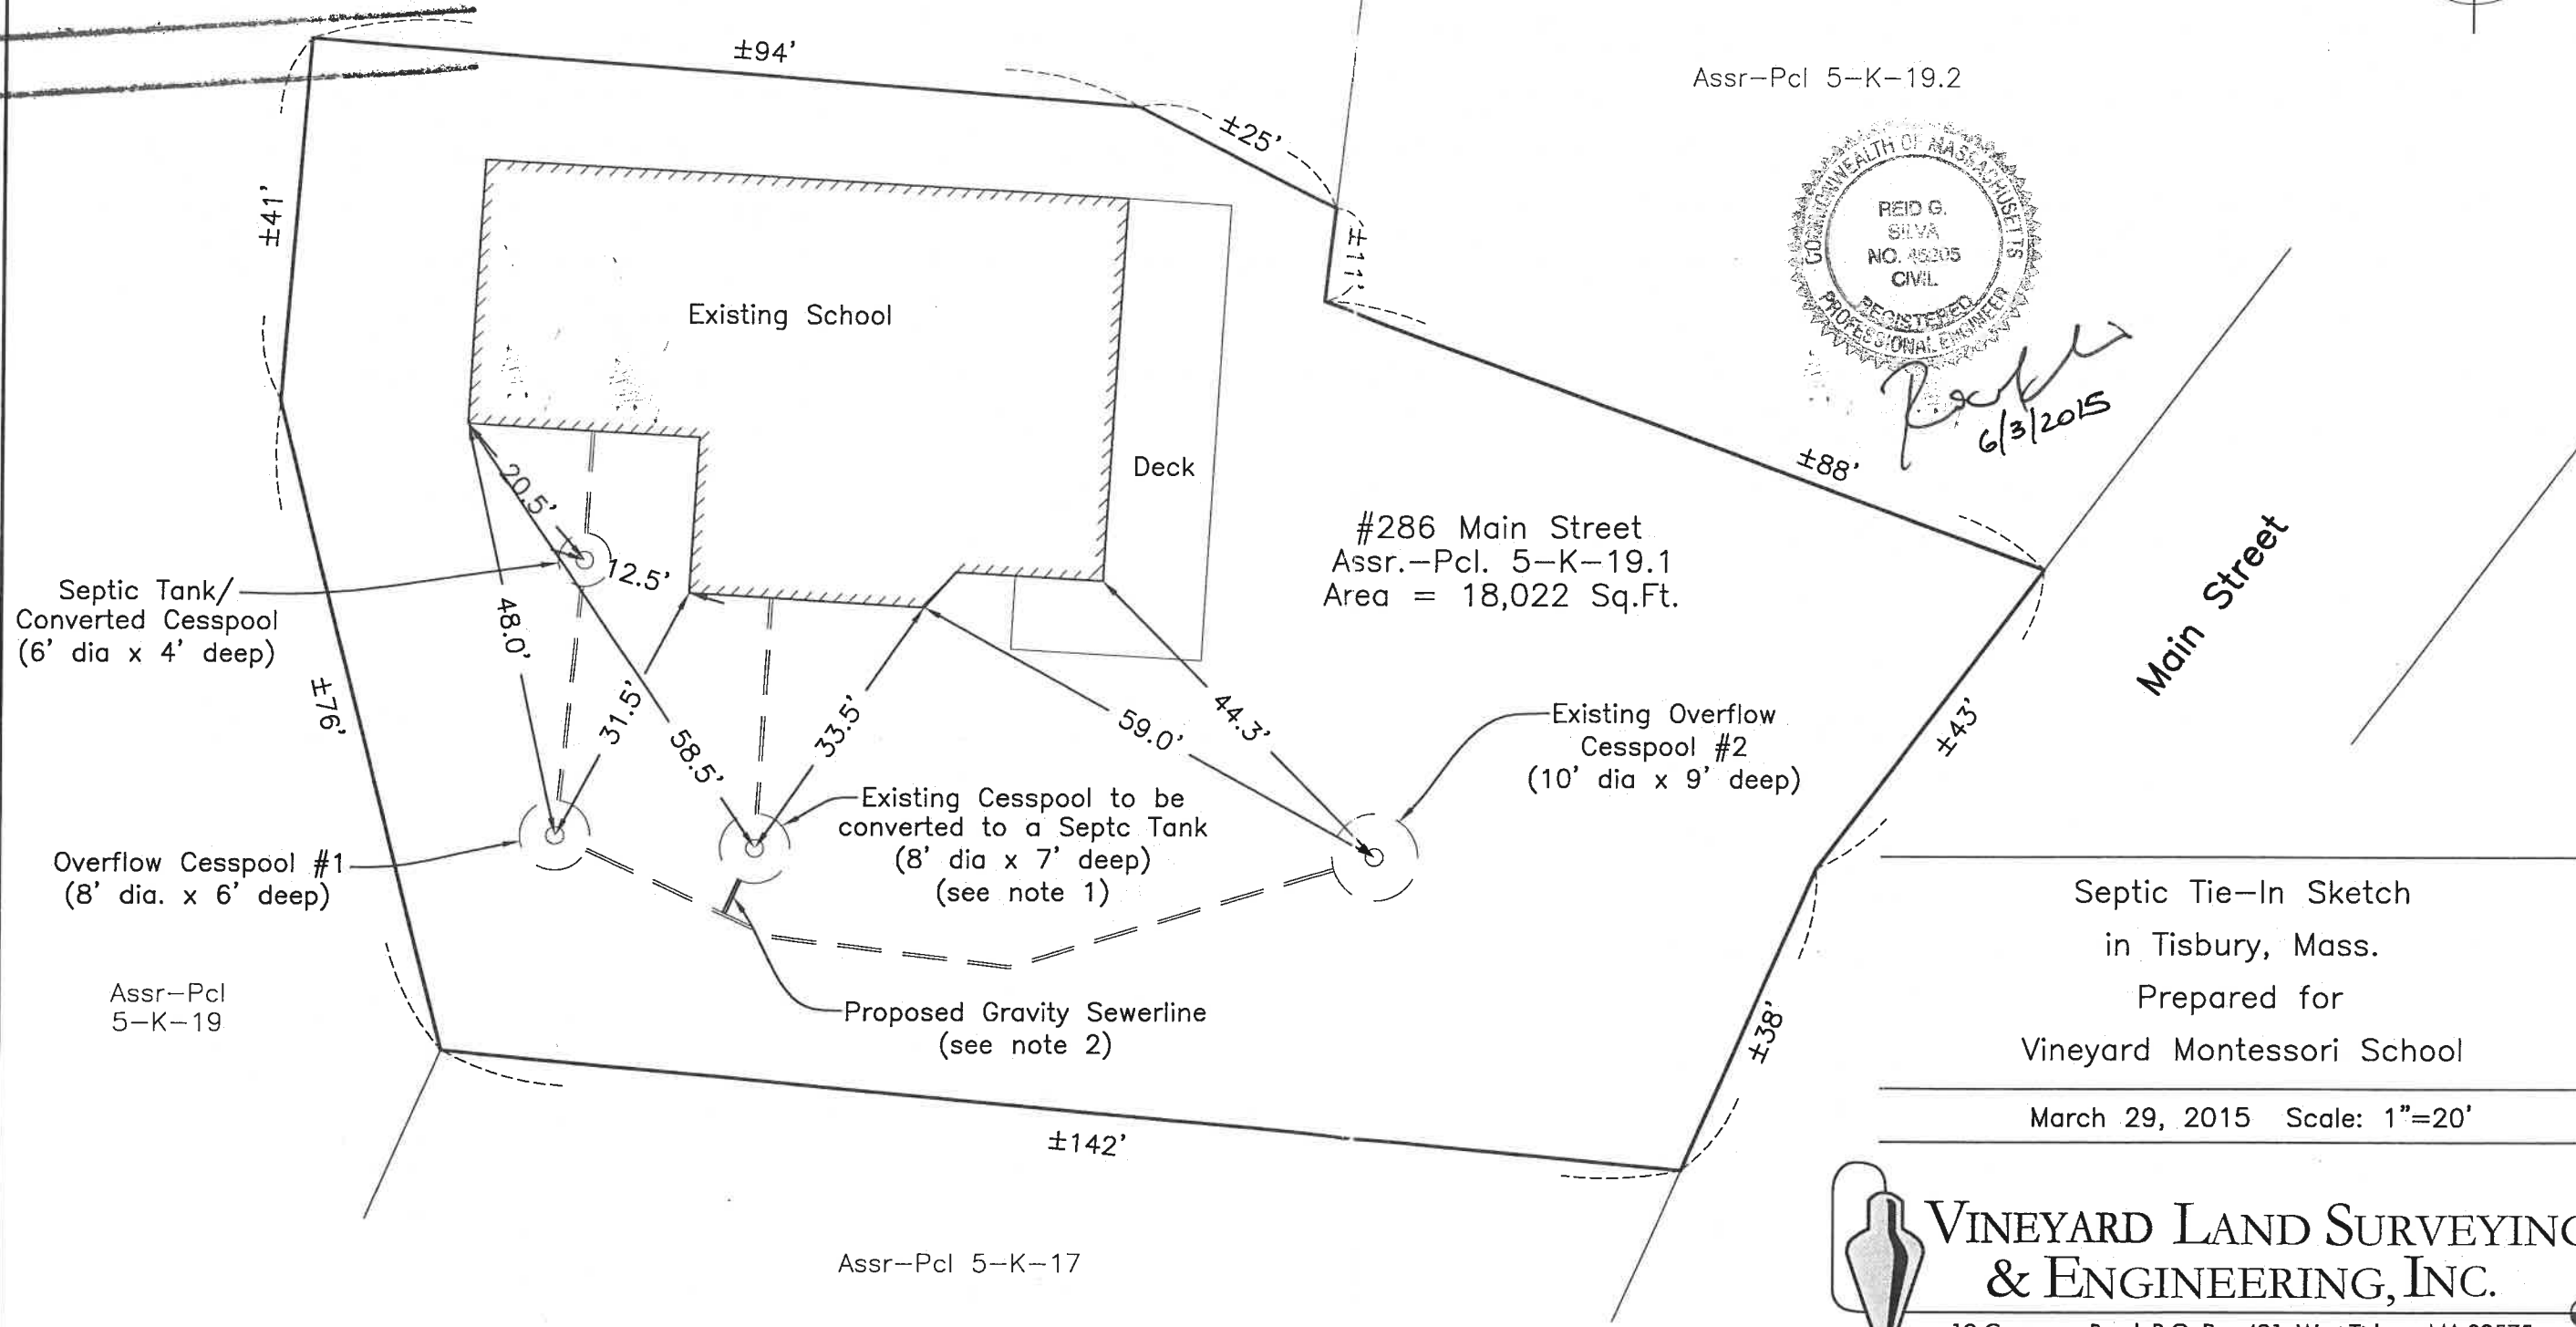 ±94'
±25'
±11'
±41'
Assr-Pcl 5-K-19.2
COMMONWEALTH OF MASSACHUSETTS
REID G.
SILVA
NO.
CIVIL
REGISTERED
PROFESSIONAL ENGINEER
6/3/2015
Existing School
Deck
±88'
#286 Main Street
Assr.-Pcl. 5-K-19.1
Area = 18,022 Sq.Ft.
Main Street
20.5'
12.5'
Septic Tank/
Converted Cesspool
(6' dia x 4' deep)
48.0'
31.5'
58.5'
33.5'
59.0'
44.3'
±76'
±43'
Existing Overflow
Cesspool #2
(10' dia x 9' deep)
Existing Cesspool to be
converted to a Septc Tank
(8' dia x 7' deep)
(see note 1)
Overflow Cesspool #1
(8' dia. x 6' deep)
Assr-Pcl
5-K-19
Proposed Gravity Sewerline
(see note 2)
±38'
±142'
Assr-Pcl 5-K-17
Septic Tie-In Sketch
in Tisbury, Mass.
Prepared for
Vineyard Montessori School
March 29, 2015 Scale: 1"=20'
VINEYARD LAND SURVEYING
& ENGINEERING, INC.